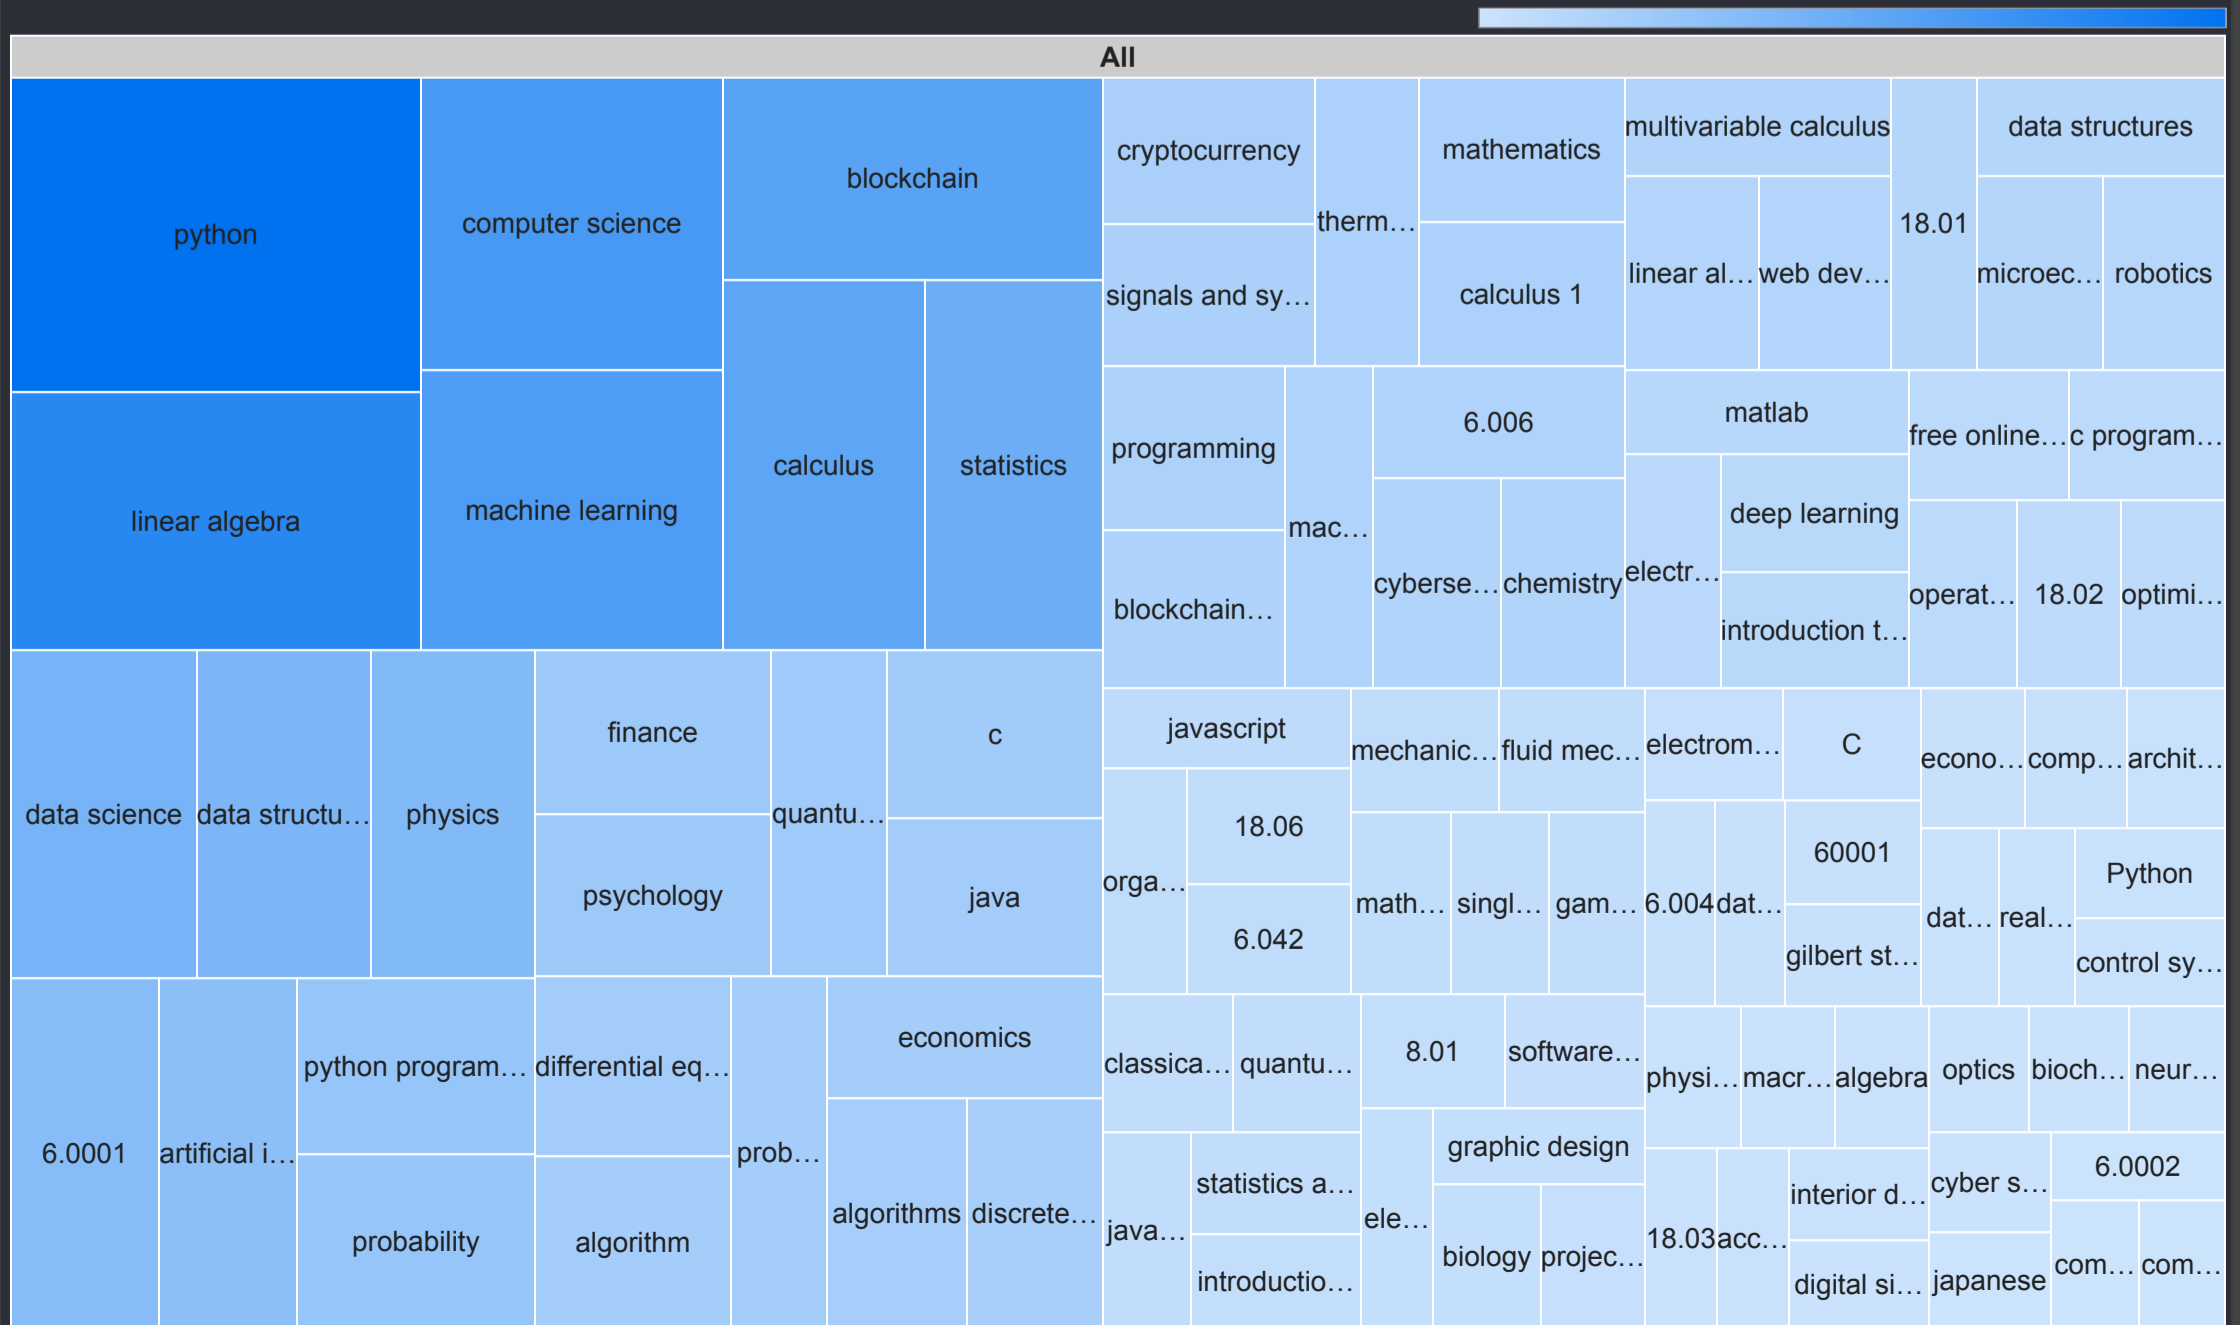 All
python
computer science
blockchain
linear algebra
machine learning
calculus
statistics
data science
data structu...
physics
finance
psychology
quantu...
c
java
6.0001
artificial i...
python program...
probability
differential eq...
algorithm
prob...
economics
algorithms
discrete...
cryptocurrency
signals and sy...
therm...
mathematics
calculus 1
multivariable calculus
linear al...
web dev...
18.01
data structures
microec...
robotics
programming
blockchain...
mac...
6.006
cyberse...
chemistry
matlab
electr...
deep learning
introduction t...
free online...
c program...
operat...
18.02
optimi...
javascript
orga...
18.06
6.042
mechanic...
fluid mec...
math...
singl...
gam...
electrom...
C
6.004
dat...
60001
gilbert st...
econo...
comp...
archit...
dat...
real...
Python
control sy...
classica...
quantu...
java...
statistics a...
introductio...
8.01
software...
ele...
graphic design
biology
projec...
physi...
macr...
algebra
18.03
acc...
interior d...
digital si...
optics
bioch...
neur...
cyber s...
japanese
6.0002
com...
com...